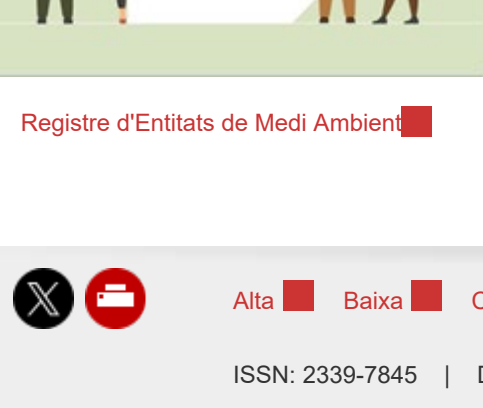 Registre d'Entitats de Medi Ambient
Alta Baixa
ISSN: 2339-7845 |